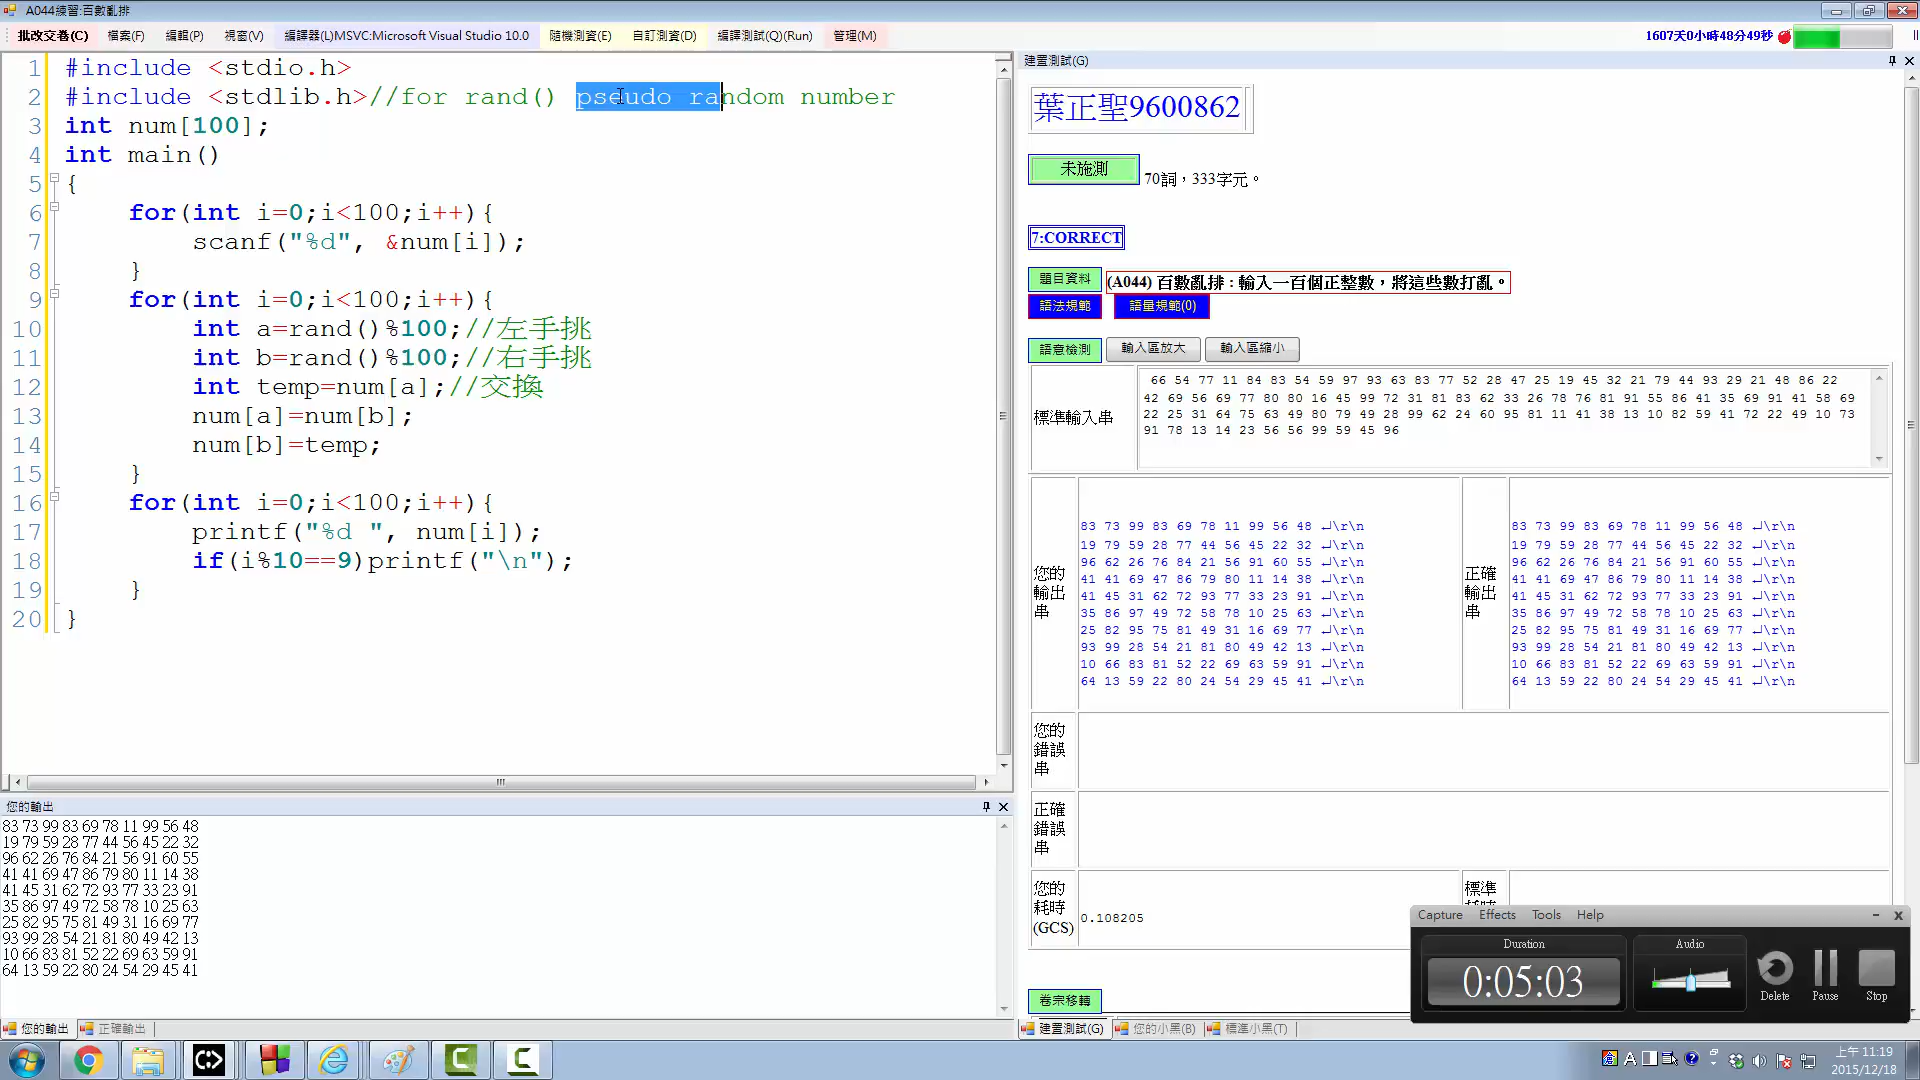 A044練習:百數亂排
批改交卷(C) 檔案(F) 編輯(P) 視窗(V) 編譯器(L)MSVC:Microsoft Visual Studio 10.0 隨機測資(E) 自訂測資(D) 編譯測試(Q)(Run) 管理(M) 1607天0小時48分49秒
1 #include <stdio.h>
2 #include <stdlib.h>//for rand() pseudo random number
3 int num[100];
4 int main()
5 {
6 for(int i=0;i<100;i++){
7 scanf("%d", &num[i]);
8 }
9 for(int i=0;i<100;i++){
10 int a=rand()%100;//左手挑
11 int b=rand()%100;//右手挑
12 int temp=num[a];//交換
13 num[a]=num[b];
14 num[b]=temp;
15 }
16 for(int i=0;i<100;i++){
17 printf("%d ", num[i]);
18 if(i%10==9)printf("\n");
19 }
20 }
您的輸出
83 73 99 83 69 78 11 99 56 48
19 79 59 28 77 44 56 45 22 32
96 62 26 76 84 21 56 91 60 55
41 41 69 47 86 79 80 11 14 38
41 45 31 62 72 93 77 33 23 91
35 86 97 49 72 58 78 10 25 63
25 82 95 75 81 49 31 16 69 77
93 99 28 54 21 81 80 49 42 13
10 66 83 81 52 22 69 63 59 91
64 13 59 22 80 24 54 29 45 41
您的輸出 正確輸出
建置測試(G)
葉正聖9600862
未施測 70詞，333字元。
7:CORRECT
題目資料 (A044) 百數亂排 : 輸入一百個正整數，將這些數打亂。
語法規範 語量規範(0)
語意檢測 輸入區放大 輸入區縮小
標準輸入串
66 54 77 11 84 83 54 59 97 93 63 83 77 52 28 47 25 19 45 32 21 79 44 93 29 21 48 86 22
42 69 56 69 77 80 80 16 45 99 72 31 81 83 62 33 26 78 76 81 91 55 86 41 35 69 91 41 58 69
22 25 31 64 75 63 49 80 79 49 28 99 62 24 60 95 81 11 41 38 13 10 82 59 41 72 22 49 10 73
91 78 13 14 23 56 56 99 59 45 96
您的輸出串
83 73 99 83 69 78 11 99 56 48 ↵\r\n
19 79 59 28 77 44 56 45 22 32 ↵\r\n
96 62 26 76 84 21 56 91 60 55 ↵\r\n
41 41 69 47 86 79 80 11 14 38 ↵\r\n
41 45 31 62 72 93 77 33 23 91 ↵\r\n
35 86 97 49 72 58 78 10 25 63 ↵\r\n
25 82 95 75 81 49 31 16 69 77 ↵\r\n
93 99 28 54 21 81 80 49 42 13 ↵\r\n
10 66 83 81 52 22 69 63 59 91 ↵\r\n
64 13 59 22 80 24 54 29 45 41 ↵\r\n
正確輸出串
83 73 99 83 69 78 11 99 56 48 ↵\r\n
19 79 59 28 77 44 56 45 22 32 ↵\r\n
96 62 26 76 84 21 56 91 60 55 ↵\r\n
41 41 69 47 86 79 80 11 14 38 ↵\r\n
41 45 31 62 72 93 77 33 23 91 ↵\r\n
35 86 97 49 72 58 78 10 25 63 ↵\r\n
25 82 95 75 81 49 31 16 69 77 ↵\r\n
93 99 28 54 21 81 80 49 42 13 ↵\r\n
10 66 83 81 52 22 69 63 59 91 ↵\r\n
64 13 59 22 80 24 54 29 45 41 ↵\r\n
您的錯誤串
正確錯誤串
您的耗時(GCS) 0.108205 標準
卷宗移轉
建置測試(G) 您的小黑(B) 標準小黑(T)
Capture Effects Tools Help
Duration Audio
0:05:03 Delete Pause Stop
上午 11:19
2015/12/18